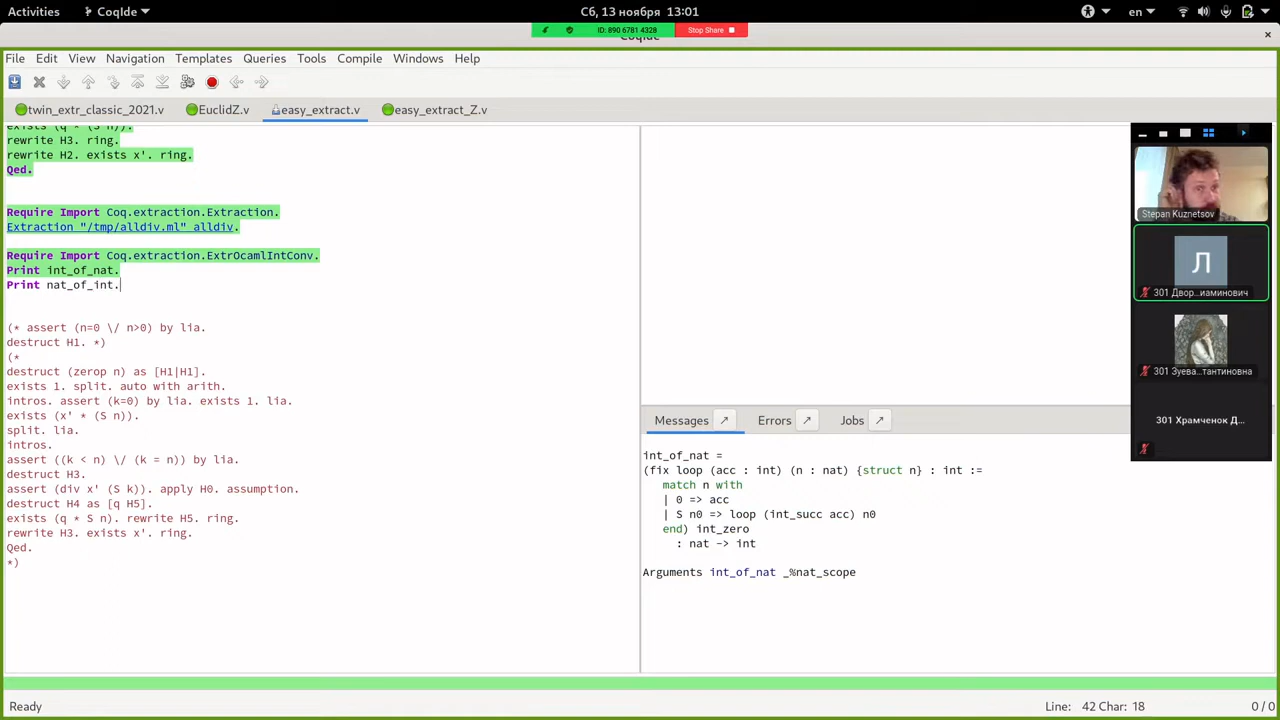 Activities
CoqIde
Сб, 13 ноября 13:01
en
ID: 890 6781 4328
Stop Share
CoqIde
×
File Edit View Navigation Templates Queries Tools Compile Windows Help
twin_extr_classic_2021.v
EuclidZ.v
easy_extract.v
easy_extract_Z.v
exists (q * (S n)).
rewrite H3. ring.
rewrite H2. exists x'. ring.
Qed.
Require Import Coq.extraction.Extraction.
Extraction "/tmp/alldiv.ml" alldiv.
Require Import Coq.extraction.ExtrOcamlIntConv.
Print int_of_nat.
Print nat_of_int.
(* assert (n=0 \/ n>0) by lia.
destruct H1. *)
(*
destruct (zerop n) as [H1|H1].
exists 1. split. auto with arith.
intros. assert (k=0) by lia. exists 1. lia.
exists (x' * (S n)).
split. lia.
intros.
assert ((k < n) \/ (k = n)) by lia.
destruct H3.
assert (div x' (S k)). apply H0. assumption.
destruct H4 as [q H5].
exists (q * S n). rewrite H5. ring.
rewrite H3. exists x'. ring.
Qed.
*)
Messages
Errors
Jobs
int_of_nat =
(fix loop (acc : int) (n : nat) {struct n} : int :=
match n with
| 0 => acc
| S n0 => loop (int_succ acc) n0
end) int_zero
: nat -> int
Arguments int_of_nat _%nat_scope
Stepan Kuznetsov
Л
301 Двор...иаминович
301 Зуева...тантиновна
301 Храмченок Д...
Ready
Line: 42 Char: 18
0 / 0